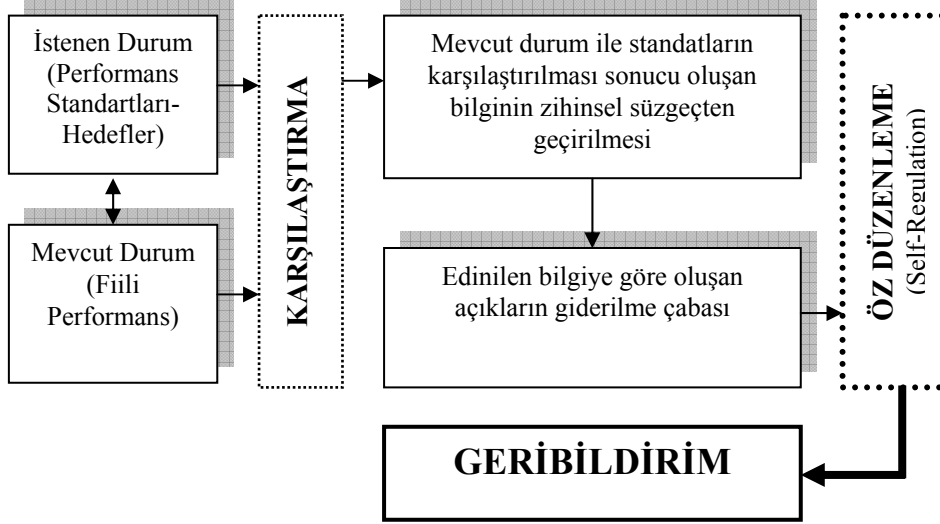 İstenen Durum
(Performans
Standartları-
Hedefler)
Mevcut Durum
(Fiili
Performans)
KARŞILAŞTIRMA
Mevcut durum ile standatların
karşılaştırılması sonucu oluşan
bilginin zihinsel süzgeçten
geçirilmesi
Edinilen bilgiye göre oluşan
açıkların giderilme çabası
ÖZ DÜZENLEME
(Self-Regulation)
GERİBİLDİRİM